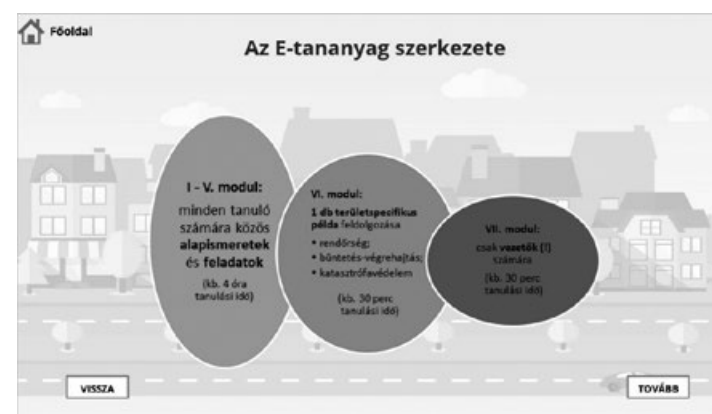 Főoldal
Az E-tananyag szerkezete
I – V. modul:
minden tanuló
számára közös
alapismeretek
és feladatok
(kb. 4 óra
tanulási idő)
VI. modul:
1 db területspecifikus
példa feldolgozása
• rendőrség;
• büntetés-végrehajtás;
• katasztrófavédelem
(kb. 30 perc
tanulási idő)
VII. modul:
csak vezetők (!)
számára
(kb. 30 perc
tanulási idő)
VISSZA
TOVÁBB